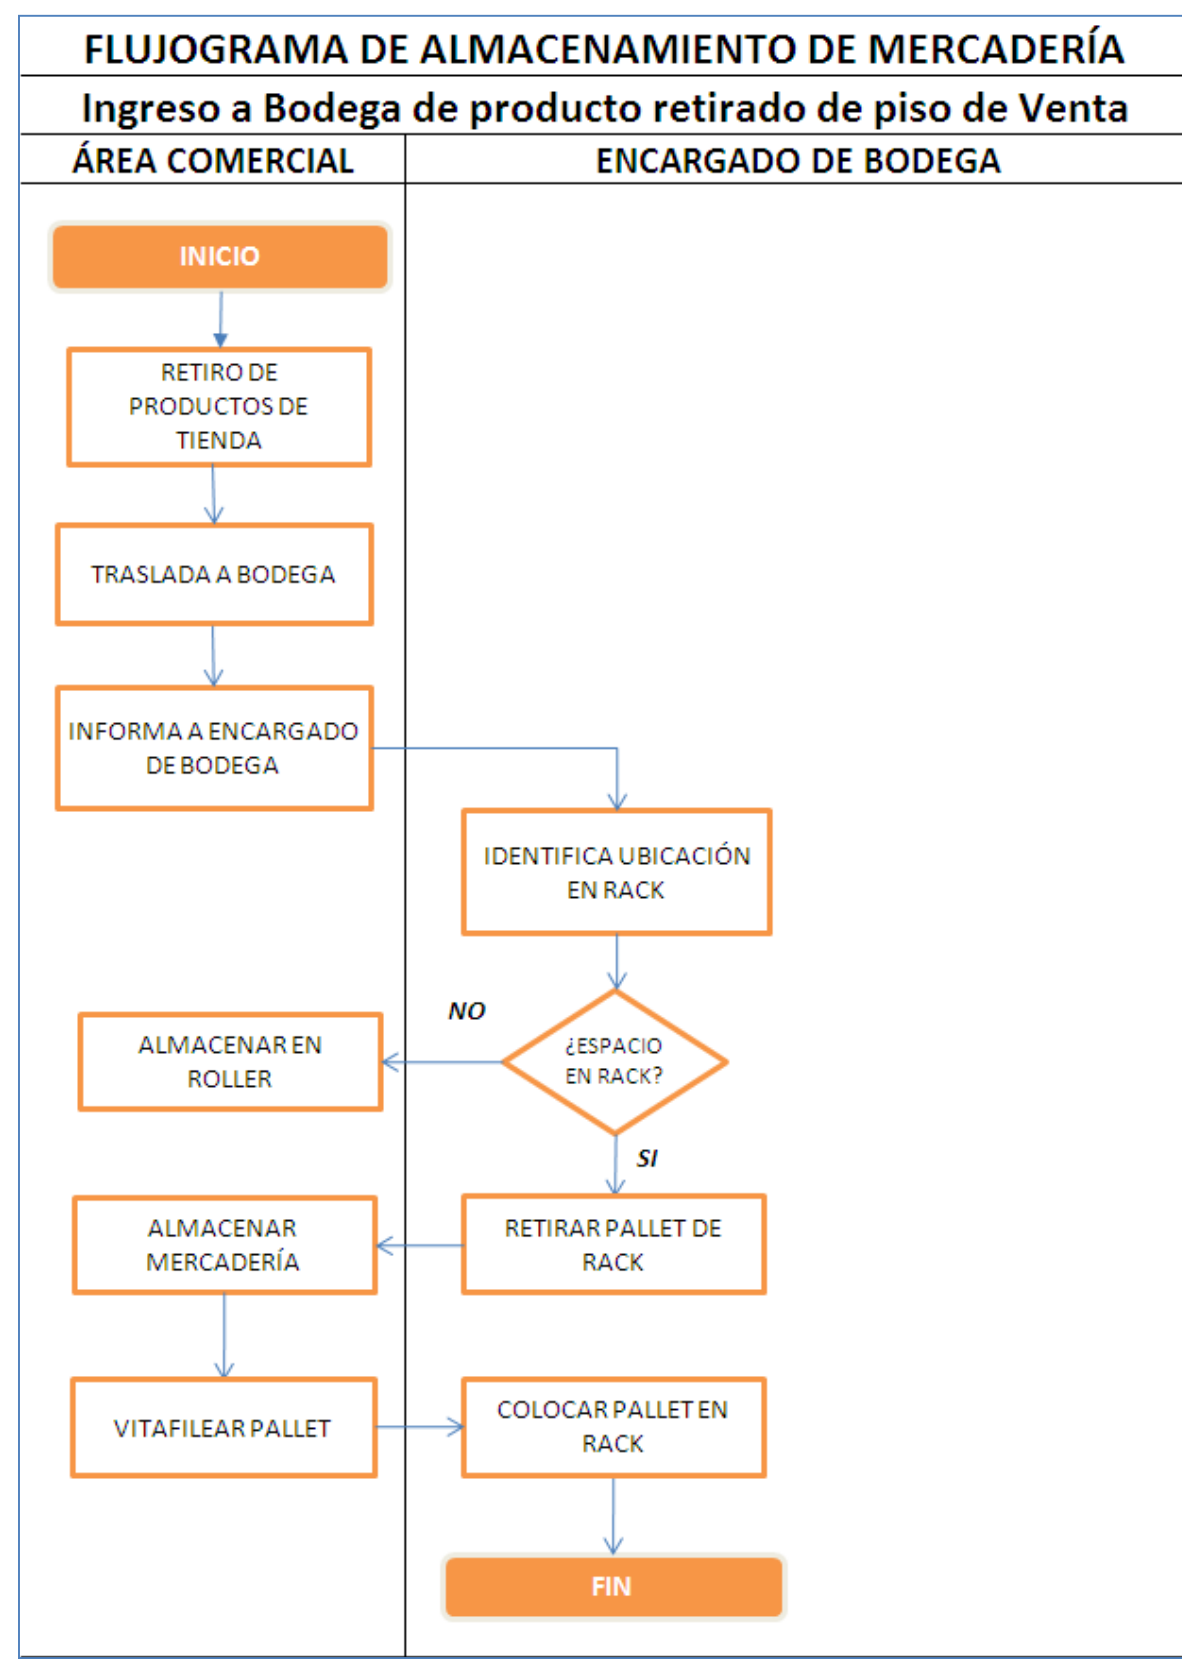 FLUJOGRAMA DE ALMACENAMIENTO DE MERCADERÍA
Ingreso a Bodega de producto retirado de piso de Venta
ÁREA COMERCIAL
ENCARGADO DE BODEGA
INICIO
RETIRO DE
PRODUCTOS DE
TIENDA
TRASLADA A BODEGA
INFORMA A ENCARGADO
DE BODEGA
IDENTIFICA UBICACIÓN
EN RACK
¿ESPACIO
EN RACK?
NO
ALMACENAR EN
ROLLER
SI
RETIRAR PALLET DE
RACK
ALMACENAR
MERCADERÍA
VITAFILEAR PALLET
COLOCAR PALLET EN
RACK
FIN